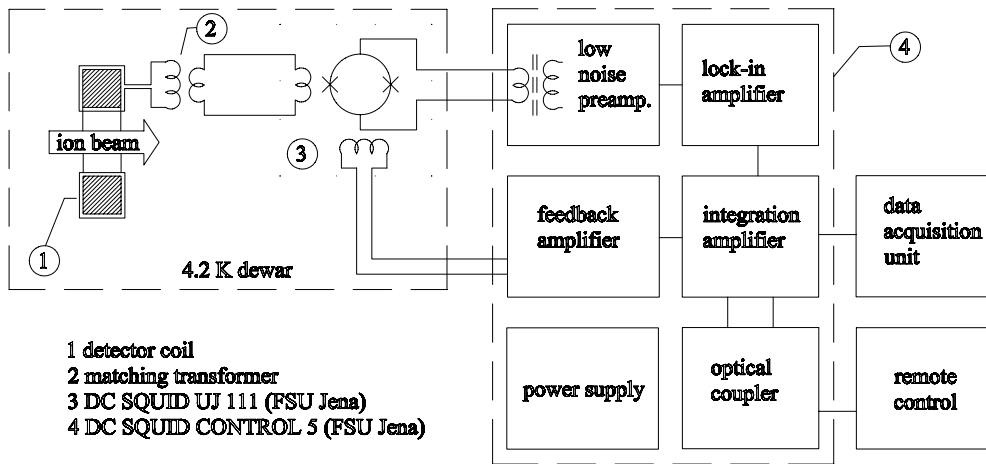 2
4
low
noise
preamp.
lock-in
amplifier
ion beam
3
feedback
amplifier
integration
amplifier
data
acquisition
unit
1
4.2 K dewar
power supply
optical
coupler
remote
control
1 detector coil
2 matching transformer
3 DC SQUID UJ 111 (FSU Jena)
4 DC SQUID CONTROL 5 (FSU Jena)